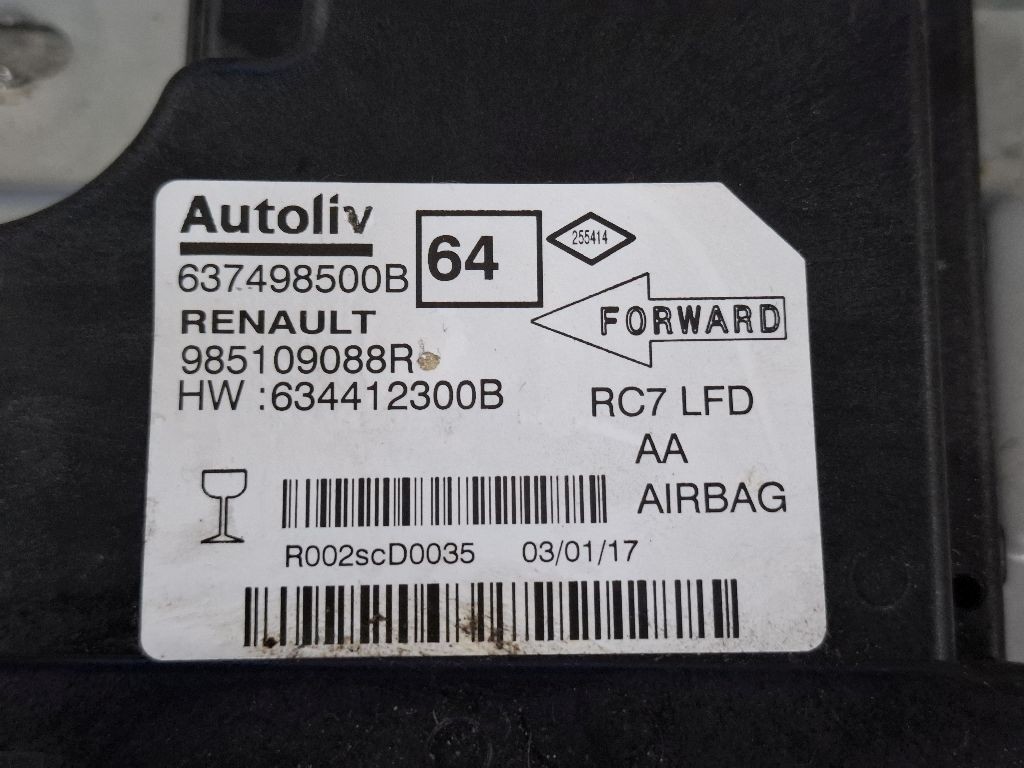 Autoliv
637498500B
64
255414
RENAULT
FORWARD
985109088R
HW :634412300B
RC7 LFD
AA
AIRBAG
R002scD0035 03/01/17